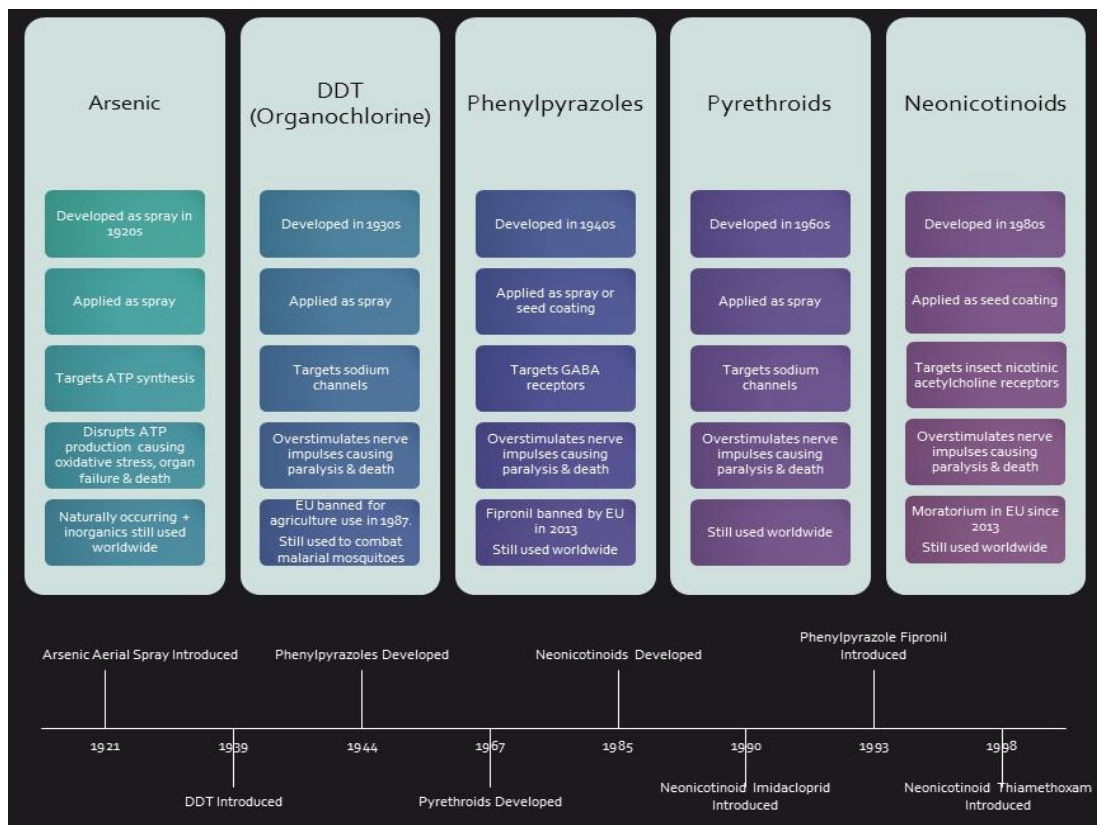 Arsenic
Developed as spray in
1920s
Applied as spray
Targets ATP synthesis
Disrupts ATP
production causing
oxidative stress, organ
failure & death
Naturally occurring +
inorganics still used
worldwide
DDT
(Organochlorine)
Developed in 1930s
Applied as spray
Targets sodium
channels
Overstimulates nerve
impulses causing
paralysis & death
EU banned for
agriculture use in 1987.
Still used to combat
malarial mosquitoes
Phenylpyrazoles
Developed in 1940s
Applied as spray or
seed coating
Targets GABA
receptors
Overstimulates nerve
impulses causing
paralysis & death
Fipronil banned by EU
in 2013
Still used worldwide
Pyrethroids
Developed in 1960s
Applied as spray
Targets sodium
channels
Overstimulates nerve
impulses causing
paralysis & death
Still used worldwide
Neonicotinoids
Developed in 1980s
Applied as seed coating
Targets insect nicotinic
acetylcholine receptors
Overstimulates nerve
impulses causing
paralysis & death
Moratorium in EU since
2013
Still used worldwide
Arsenic Aerial Spray Introduced
1921
1939
DDT Introduced
Phenylpyrazoles Developed
1944
1967
Pyrethroids Developed
Neonicotinoids Developed
1985
1990
Neonicotinoid Imidacloprid
Introduced
Phenylpyrazole Fipronil
Introduced
1993
1998
Neonicotinoid Thiamethoxam
Introduced